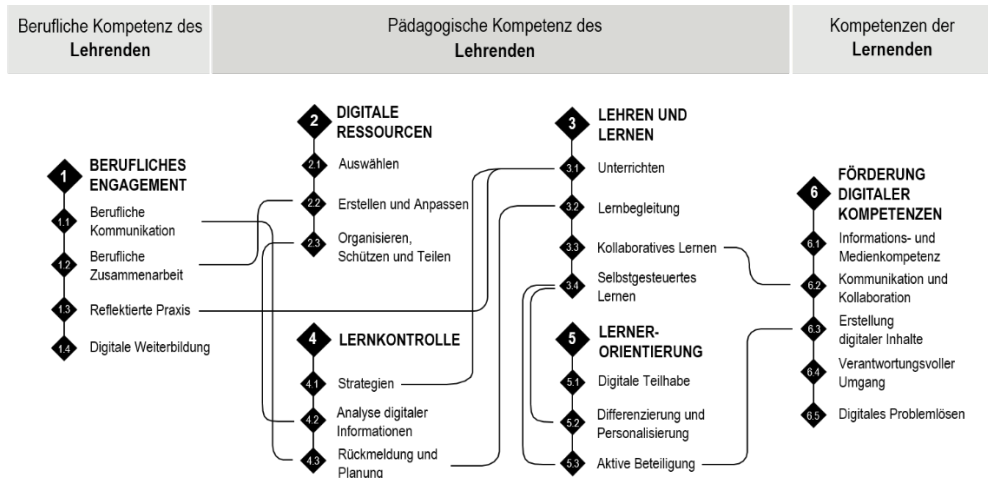 Berufliche Kompetenz des
Lehrenden
Pädagogische Kompetenz des
Lehrenden
Kompetenzen der
Lernenden
1
BERUFLICHES
ENGAGEMENT
1.1
Berufliche
Kommunikation
1.2
Berufliche
Zusammenarbeit
1.3
Reflektierte Praxis
1.4
Digitale Weiterbildung
2
DIGITALE
RESSOURCEN
2.1
Auswählen
2.2
Erstellen und Anpassen
2.3
Organisieren,
Schützen und Teilen
4
LERNKONTROLLE
4.1
Strategien
4.2
Analyse digitaler
Informationen
4.3
Rückmeldung und
Planung
3
LEHREN UND
LERNEN
3.1
Unterrichten
3.2
Lernbegleitung
3.3
Kollaboratives Lernen
3.4
Selbstgesteuertes
Lernen
5
LERNER-
ORIENTIERUNG
5.1
Digitale Teilhabe
5.2
Differenzierung und
Personalisierung
5.3
Aktive Beteiligung
6
FÖRDERUNG
DIGITALER
KOMPETENZEN
6.1
Informations- und
Medienkompetenz
6.2
Kommunikation und
Kollaboration
6.3
Erstellung
digitaler Inhalte
6.4
Verantwortungsvoller
Umgang
6.5
Digitales Problemlösen